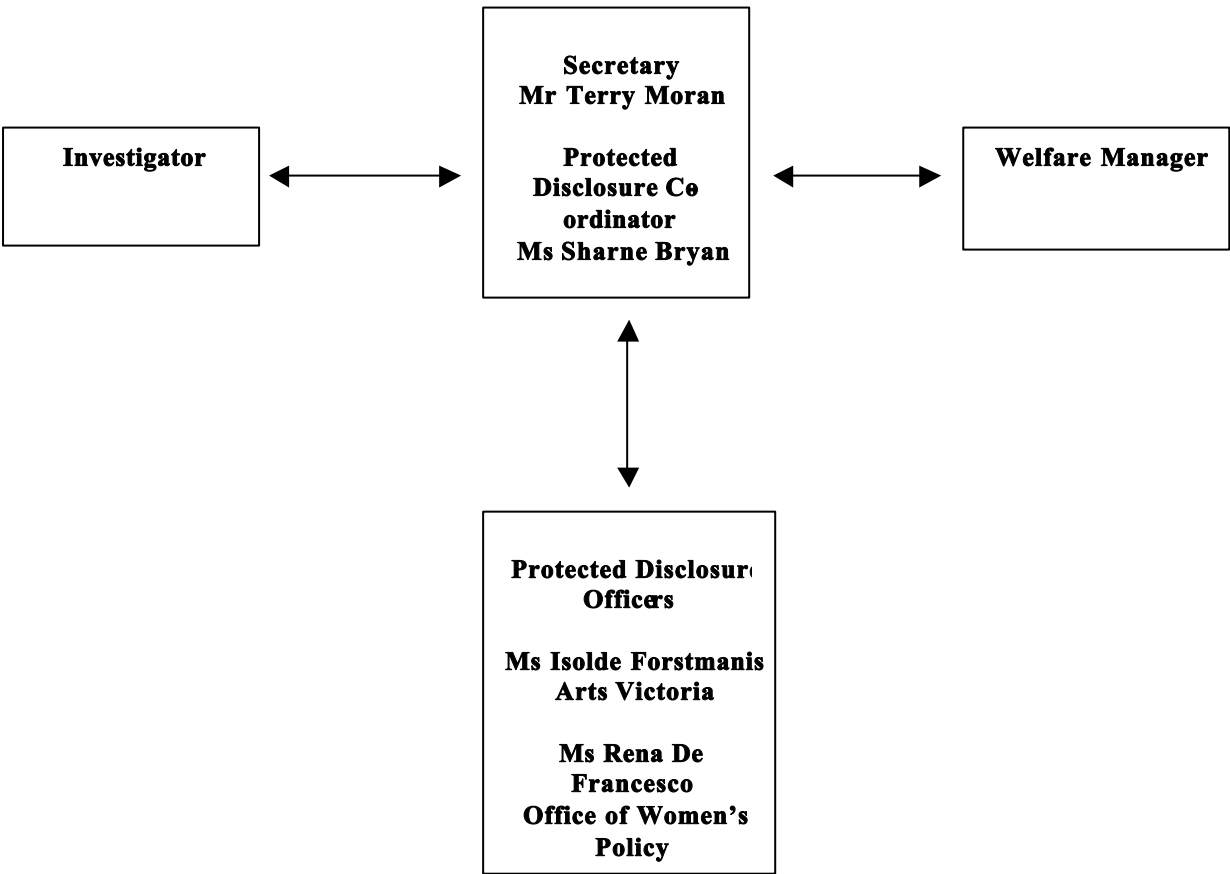 Investigator
Secretary
Mr Terry Moran
Protected
Disclosure Co-
ordinator
Ms Sharne Bryan
Welfare Manager
Protected Disclosure
Officers
Ms Isolde Forstmanis
Arts Victoria
Ms Rena De
Francesco
Office of Women’s
Policy